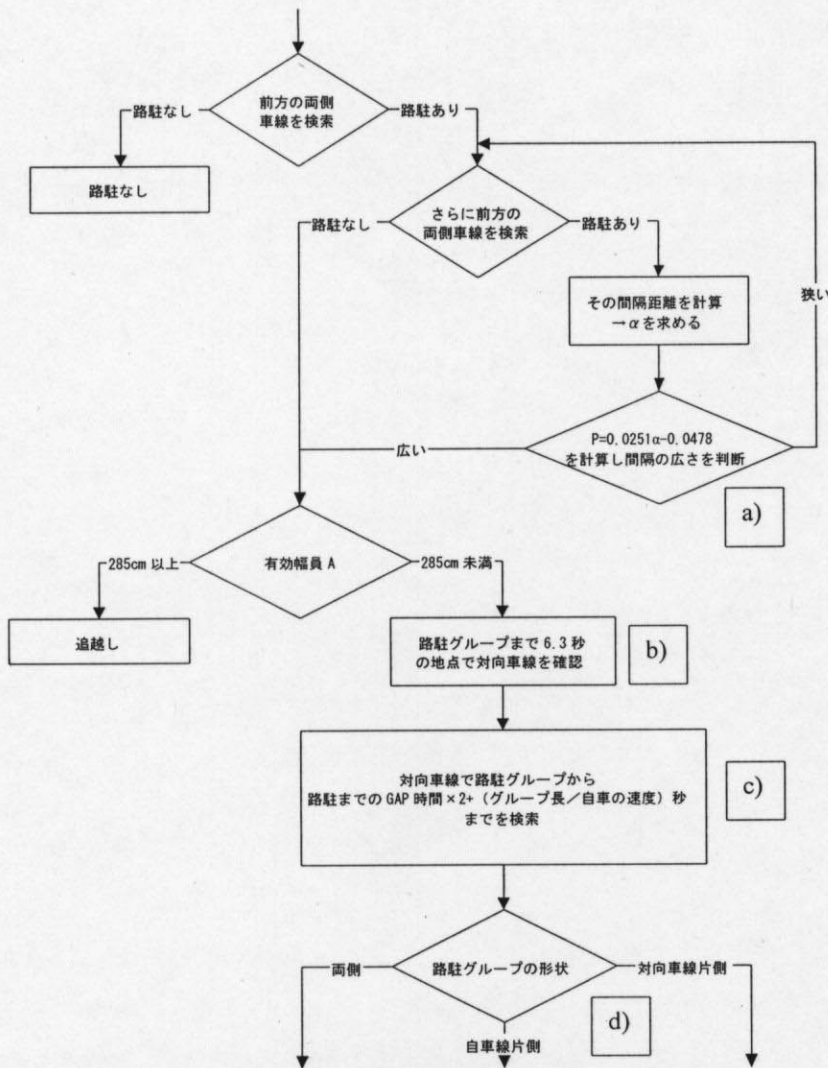 前方の両側
車線を検索
路駐なし
路駐あり
路駐なし
さらに前方の
両側車線を検索
路駐なし
路駐あり
その間隔距離を計算
→αを求める
狭い
P=0.0251α-0.0478
を計算し間隔の広さを判断
広い
a)
有効幅員 A
285cm 以上
285cm 未満
追越し
路駐グループまで 6.3 秒
の地点で対向車線を確認
b)
対向車線で路駐グループから
路駐までの GAP 時間×2+（グループ長／自車の速度）秒
までを検索
c)
路駐グループの形状
両側
対向車線片側
自車線片側
d)